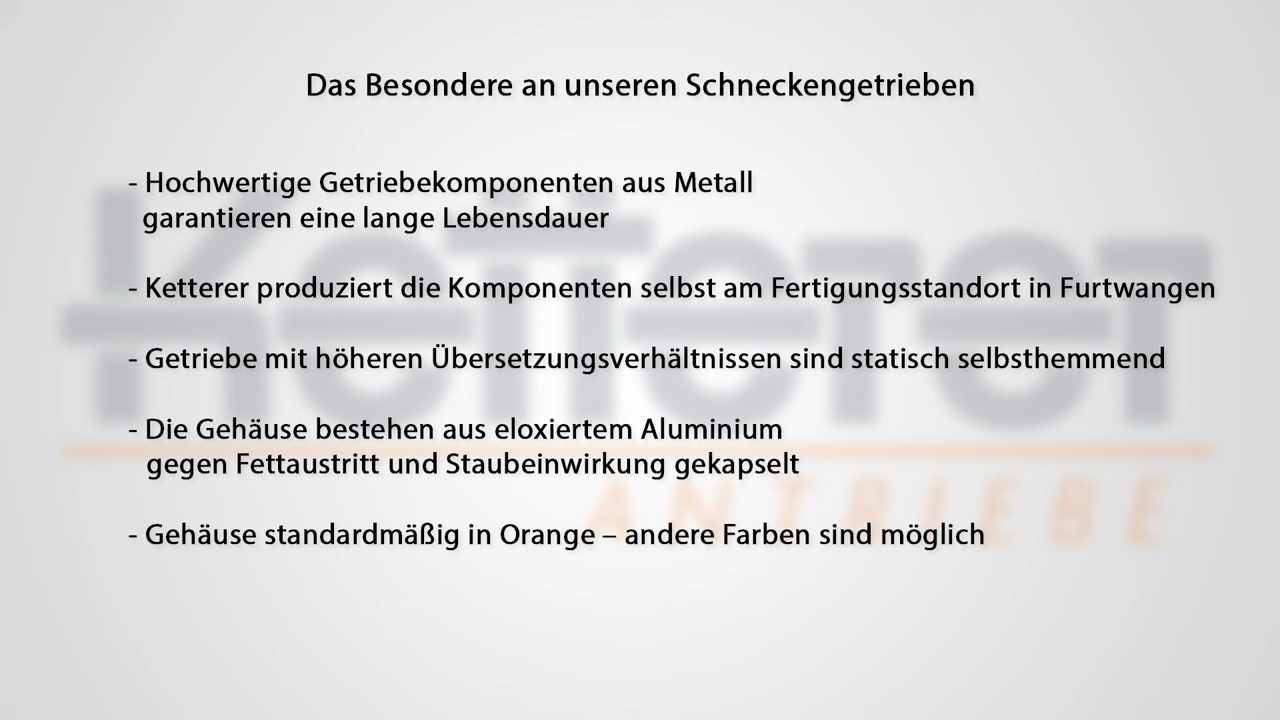 Das Besondere an unseren Schneckengetrieben
- Hochwertige Getriebekomponenten aus Metall
garantieren eine lange Lebensdauer
- Ketterer produziert die Komponenten selbst am Fertigungsstandort in Furtwangen
- Getriebe mit höheren Übersetzungsverhältnissen sind statisch selbsthemmend
- Die Gehäuse bestehen aus eloxiertem Aluminium
gegen Fettaustritt und Staubeinwirkung gekapselt
- Gehäuse standardmäßig in Orange – andere Farben sind möglich
Ketterer
ANTRIEBE